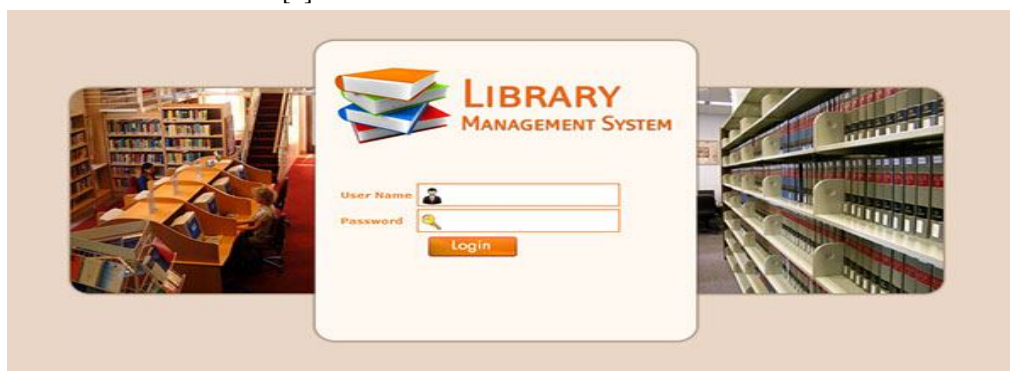 LIBRARY
MANAGEMENT SYSTEM
User Name
Password
Login